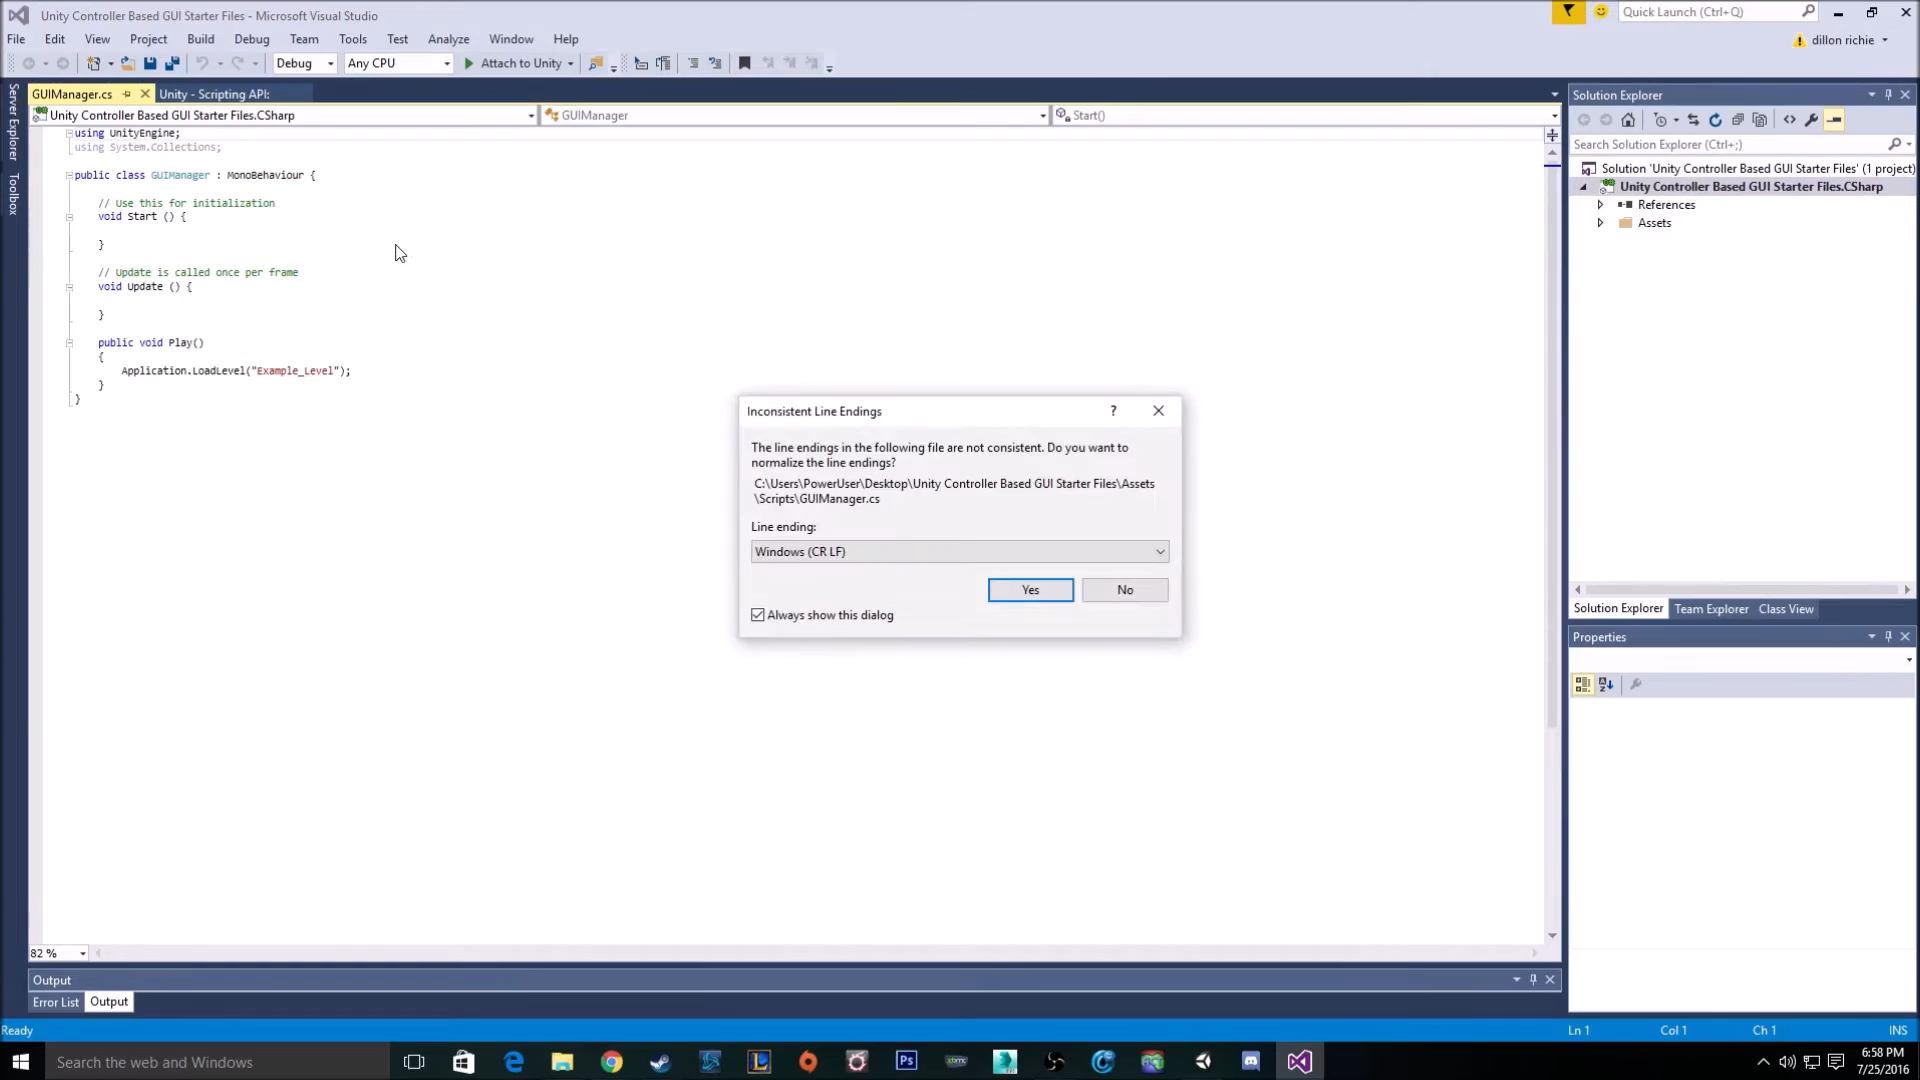 Unity Controller Based GUI Starter Files - Microsoft Visual Studio
Quick Launch (Ctrl+Q)
File Edit View Project Build Debug Team Tools Test Analyze Window Help
dillon richie
Debug Any CPU Attach to Unity
Server Explorer
Toolbox
GUIManager.cs Unity - Scripting API:
Unity Controller Based GUI Starter Files.CSharp GUIManager Start()
using UnityEngine;
using System.Collections;
public class GUIManager : MonoBehaviour {
// Use this for initialization
void Start () {
}
// Update is called once per frame
void Update () {
}
public void Play()
{
Application.LoadLevel("Example_Level");
}
}
Inconsistent Line Endings
The line endings in the following file are not consistent. Do you want to
normalize the line endings?
C:\Users\PowerUser\Desktop\Unity Controller Based GUI Starter Files\Assets
\Scripts\GUIManager.cs
Line ending:
Windows (CR LF)
Yes No
Always show this dialog
Solution Explorer
Search Solution Explorer (Ctrl+;)
Solution 'Unity Controller Based GUI Starter Files' (1 project)
Unity Controller Based GUI Starter Files.CSharp
References
Assets
Solution Explorer Team Explorer Class View
Properties
82 %
Output
Error List Output
Ready Ln 1 Col 1 Ch 1 INS
Search the web and Windows
Ps
6:58 PM
7/25/2016